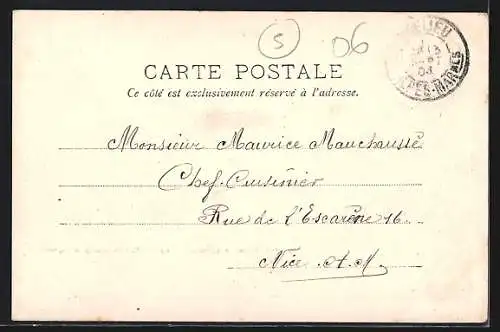 S
06
CARTE POSTALE
Ce côté est exclusivement réservé à l'adresse.
Monsieur Maurice Mauchaussé
Chef-Cuisinier
Rue de L'Escarène 16.
Nice. A.M.